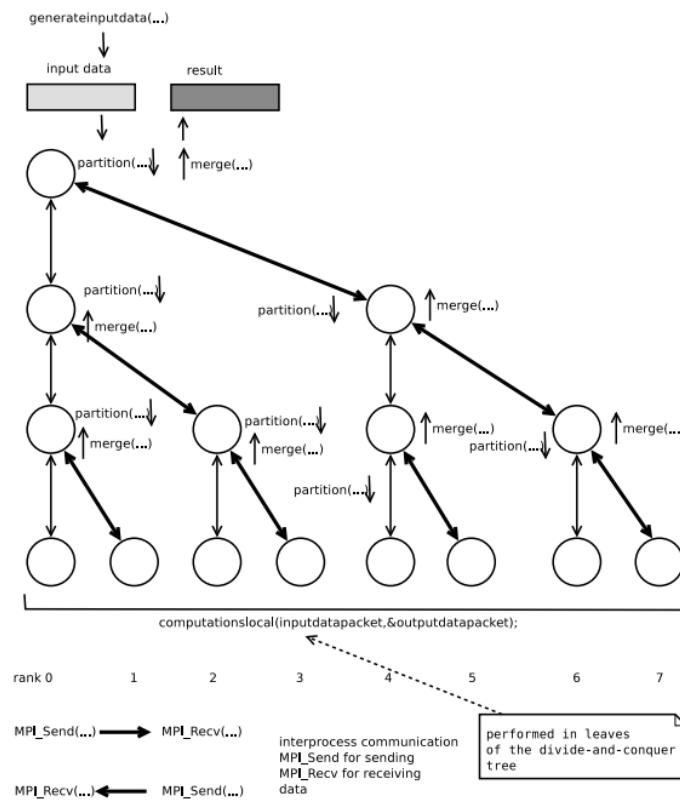 generateinputdata(...)
input data
result
partition(...)
merge(...)
partition(...)
merge(...)
partition(...)
merge(...)
partition(...)
merge(...)
partition(...)
merge(...)
merge(...)
partition(...)
merge(...)
partition(...)
computationslocal(inputdatapacket,&outputdatapacket);
rank 0 1 2 3 4 5 6 7
MPI_Send(...) MPI_Recv(...)
MPI_Recv(...) MPI_Send(...)
interprocess communication
MPI_Send for sending
MPI_Recv for receiving
data
performed in leaves
of the divide-and-conquer
tree